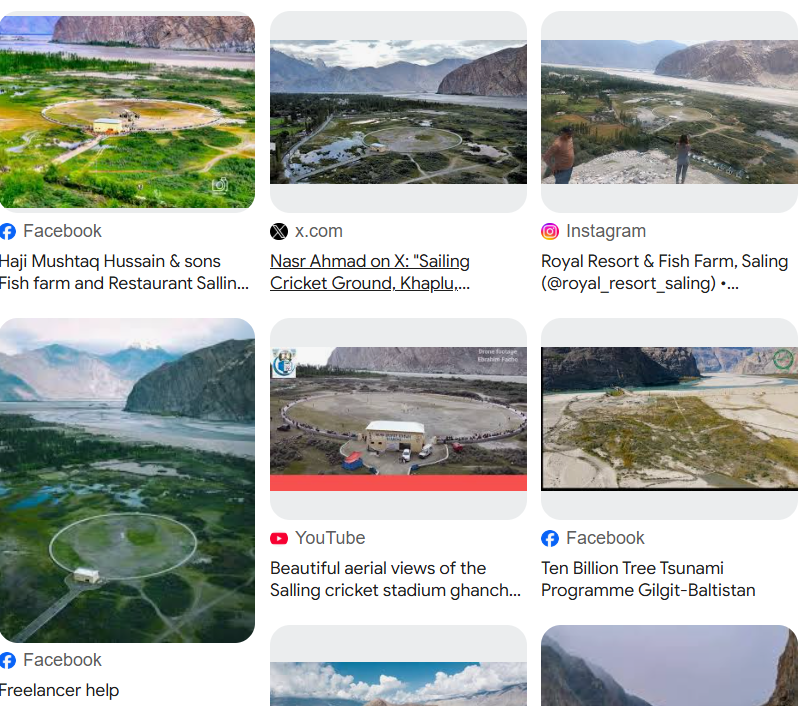 Facebook
Haji Mushtaq Hussain & sons
Fish farm and Restaurant Sallin...
x.com
Nasr Ahmad on X: "Sailing
Cricket Ground, Khaplu,...
Instagram
Royal Resort & Fish Farm, Saling
(@royal_resort_saling) •...
Facebook
Freelancer help
Drone Footage
YouTube
Beautiful aerial views of the
Salling cricket stadium ghanch...
Facebook
Ten Billion Tree Tsunami
Programme Gilgit-Baltistan